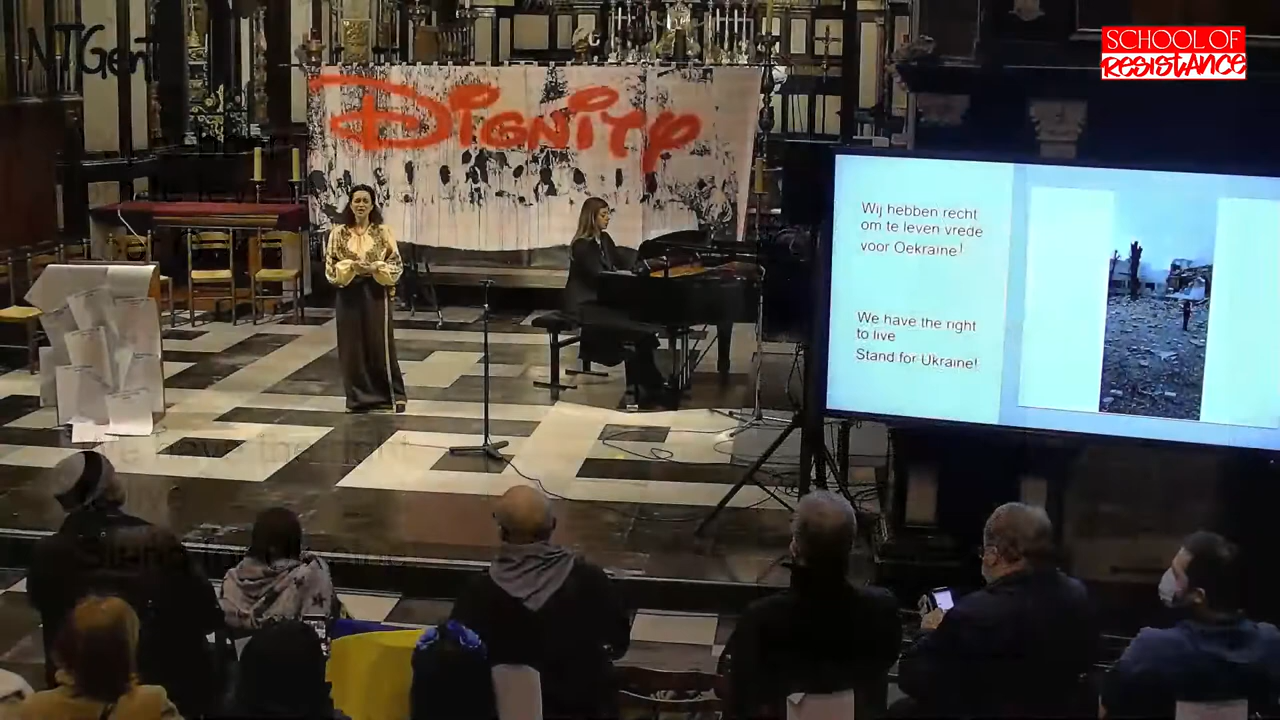 NTGent
SCHOOL OF
RESISTANCE
Dignity
Wij hebben recht
om te leven vrede
voor Oekraïne!
We have the right
to live
Stand for Ukraine!